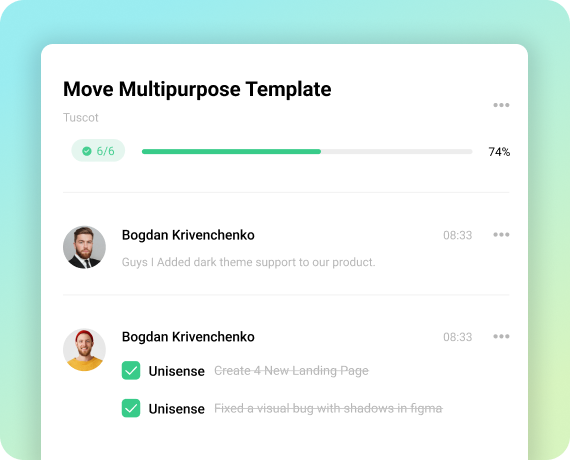 Move Multipurpose Template
Tuscot
6/6
74%
Bogdan Krivenchenko 08:33
Guys I Added dark theme support to our product.
Bogdan Krivenchenko 08:33
Unisense Create 4 New Landing Page
Unisense Fixed a visual bug with shadows in figma